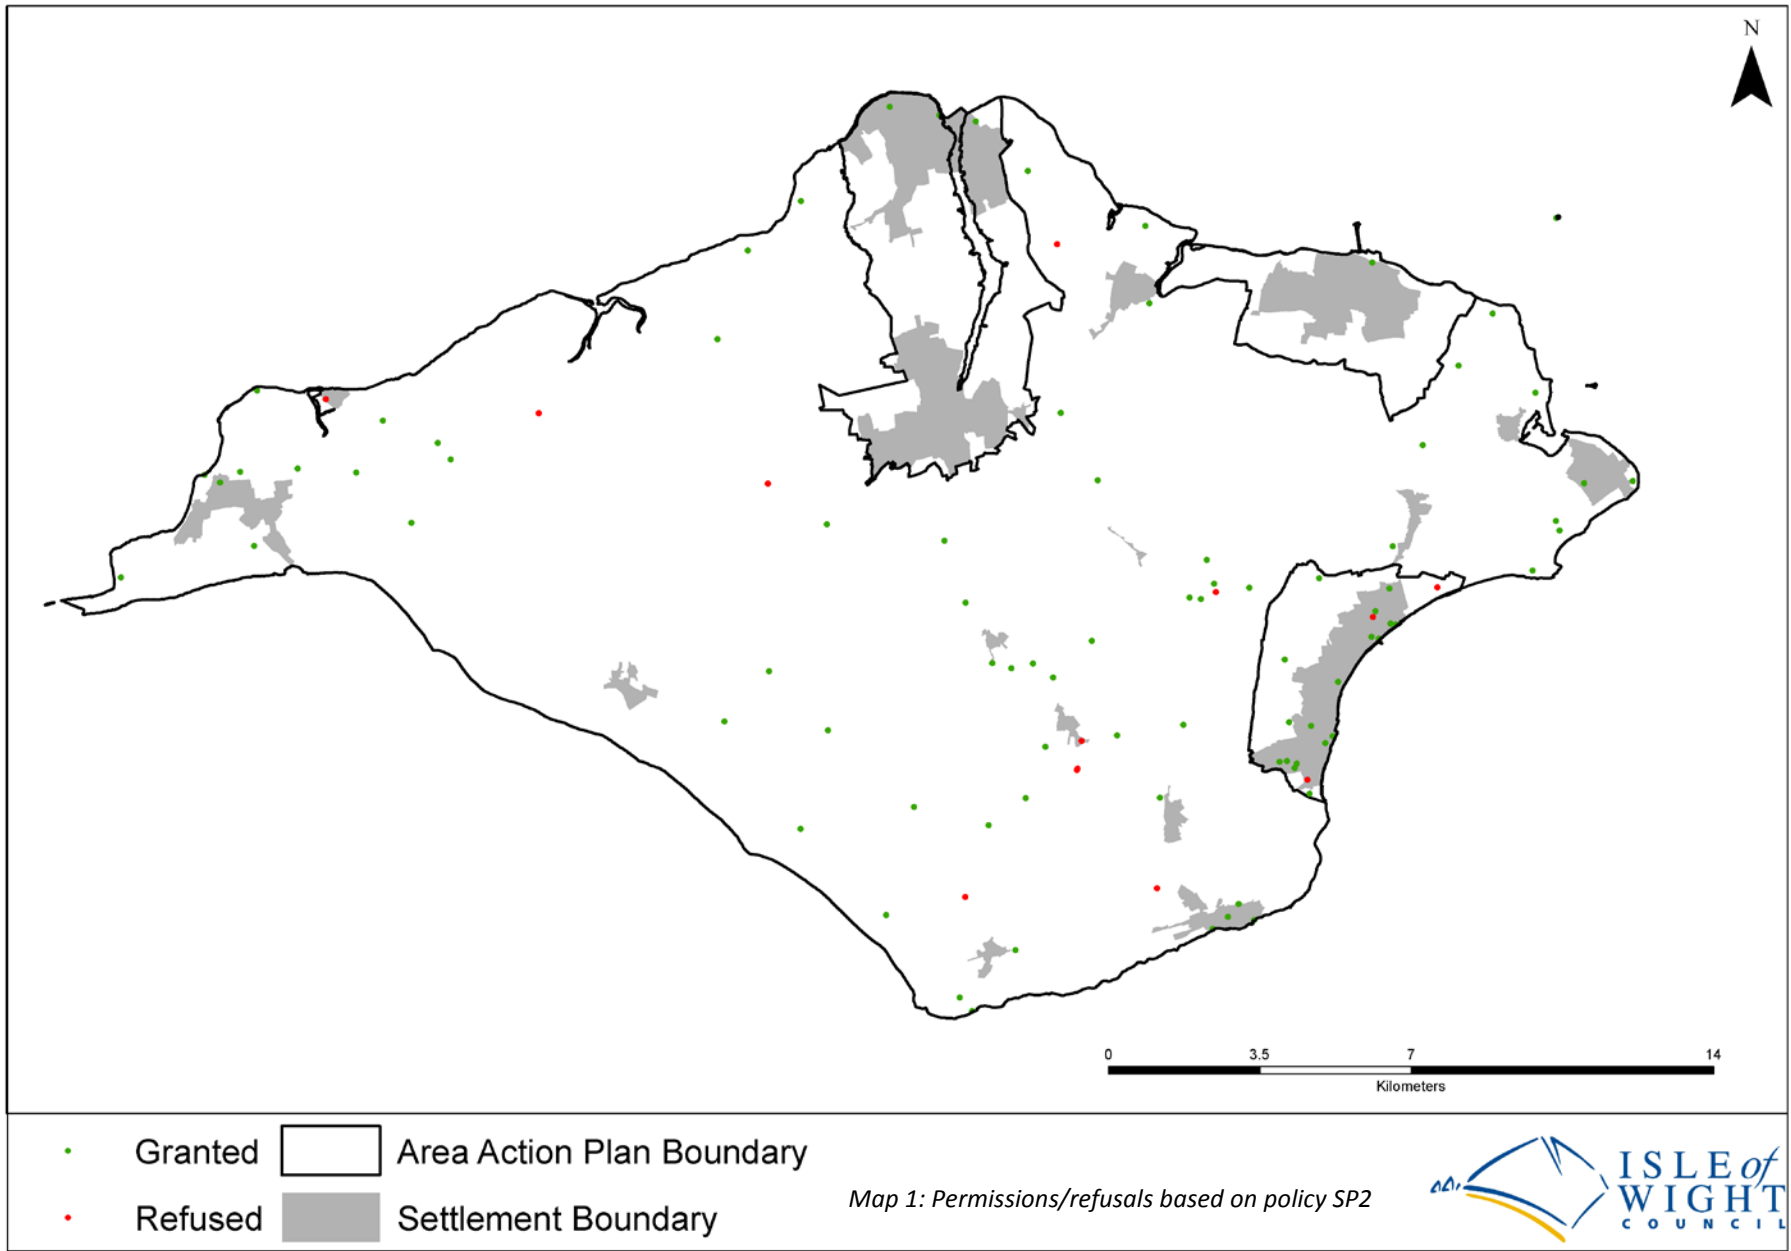 N
0 3.5 7 14
Kilometers
Granted Area Action Plan Boundary
Refused Settlement Boundary
Map 1: Permissions/refusals based on policy SP2
ISLE of
WIGHT
COUNCIL